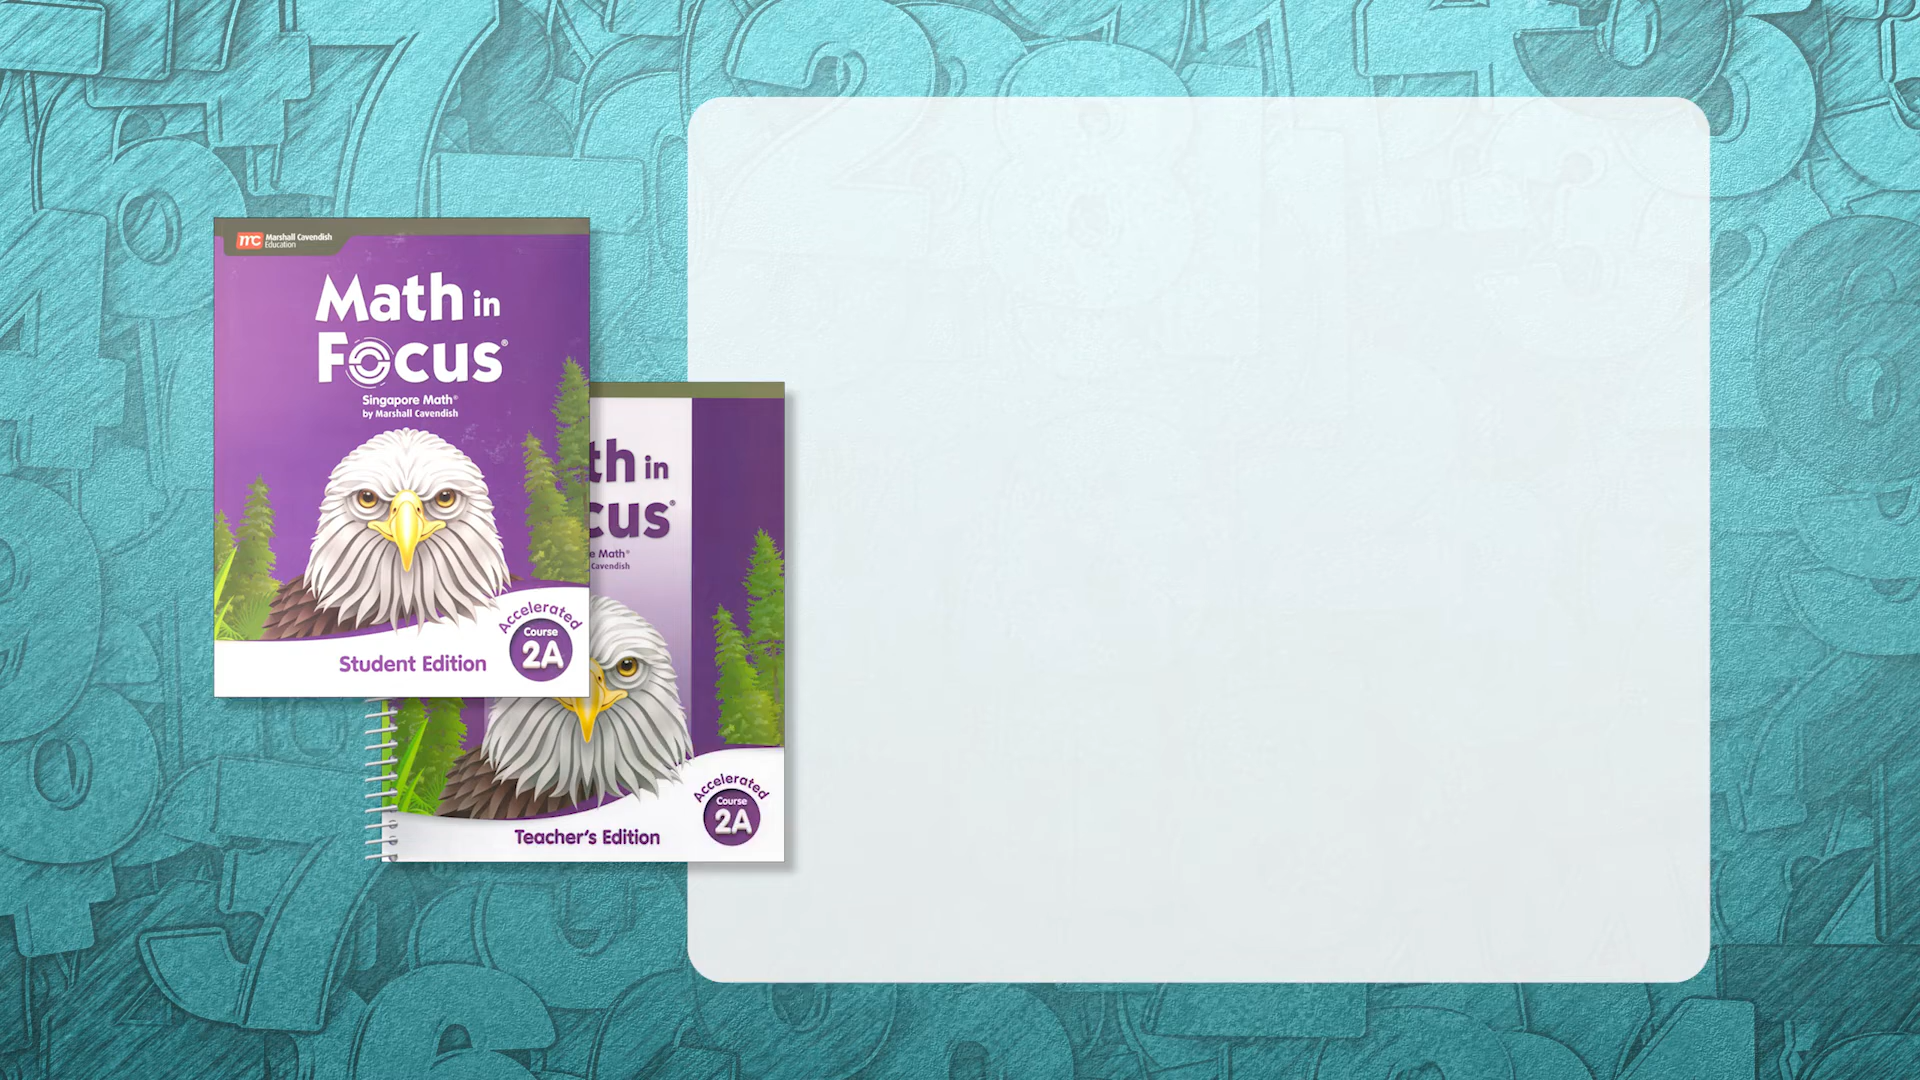 mc Marshall Cavendish
Education
Math in
Focus®
Singapore Math®
by Marshall Cavendish
Accelerated
Course
2A
Student Edition
th in
cus®
e Math®
Cavendish
Accelerated
Course
2A
Teacher's Edition